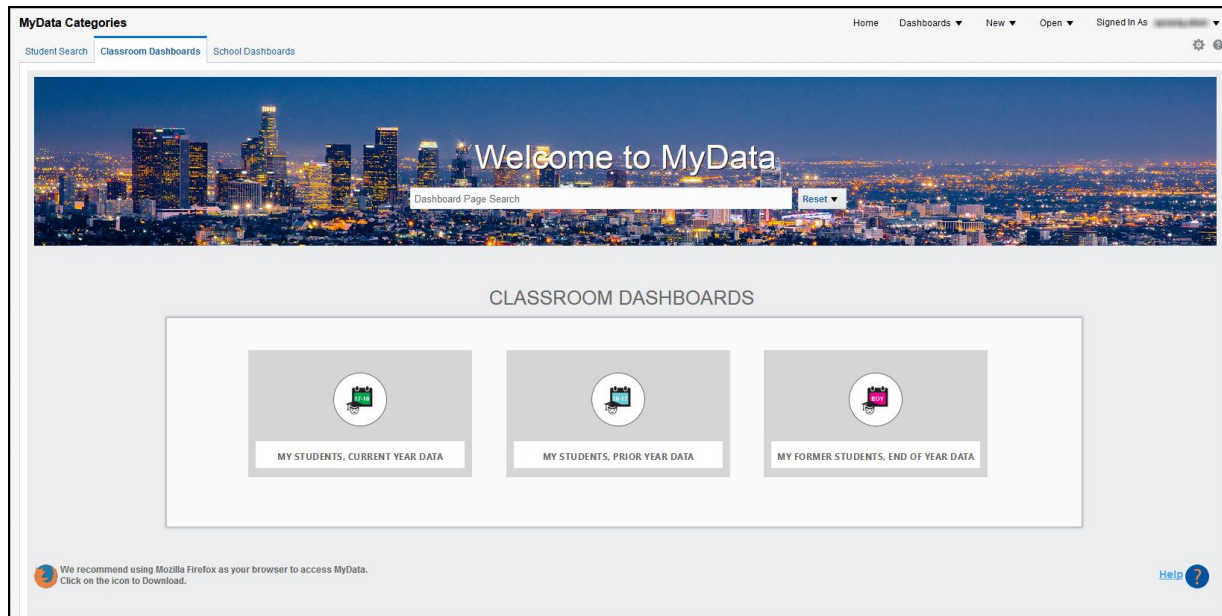 MyData Categories
Home Dashboards New Open Signed In As
Student Search Classroom Dashboards School Dashboards
Welcome to MyData
Dashboard Page Search Reset
CLASSROOM DASHBOARDS
17-18
16-17
EOY
MY STUDENTS, CURRENT YEAR DATA
MY STUDENTS, PRIOR YEAR DATA
MY FORMER STUDENTS, END OF YEAR DATA
We recommend using Mozilla Firefox as your browser to access MyData.
Click on the icon to Download.
Help ?